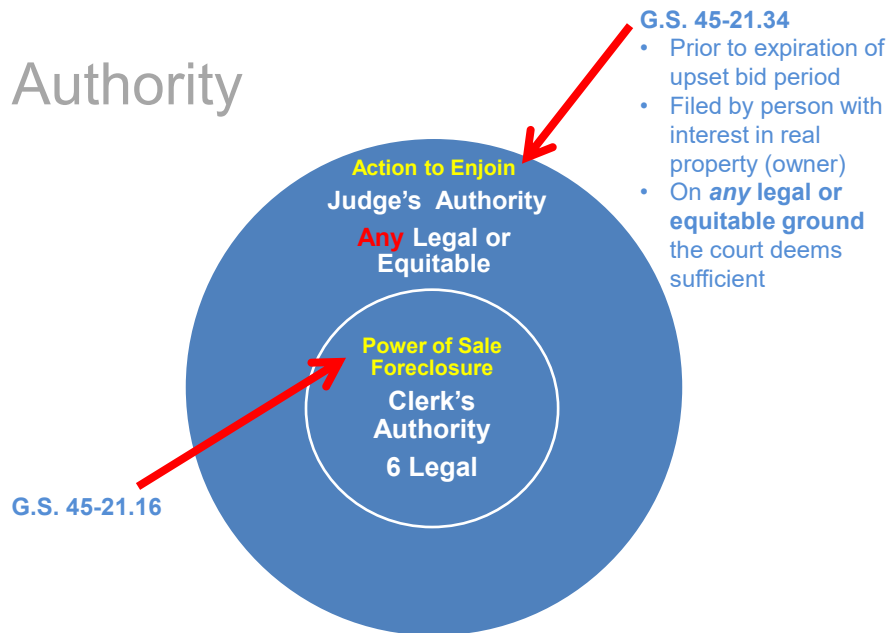 Authority
G.S. 45-21.34
• Prior to expiration of
upset bid period
• Filed by person with
interest in real
property (owner)
• On any legal or
equitable ground
the court deems
sufficient
Action to Enjoin
Judge's Authority
Any Legal or
Equitable
Power of Sale
Foreclosure
Clerk's
Authority
6 Legal
G.S. 45-21.16